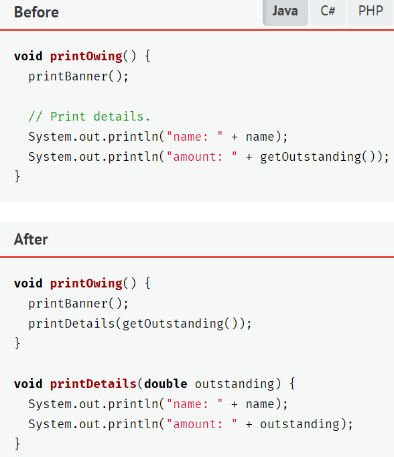 Before Java C# PHP
void printOwing() {
  printBanner();

  // Print details.
  System.out.println("name: " + name);
  System.out.println("amount: " + getOutstanding());
}
After
void printOwing() {
  printBanner();
  printDetails(getOutstanding());
}

void printDetails(double outstanding) {
  System.out.println("name: " + name);
  System.out.println("amount: " + outstanding);
}